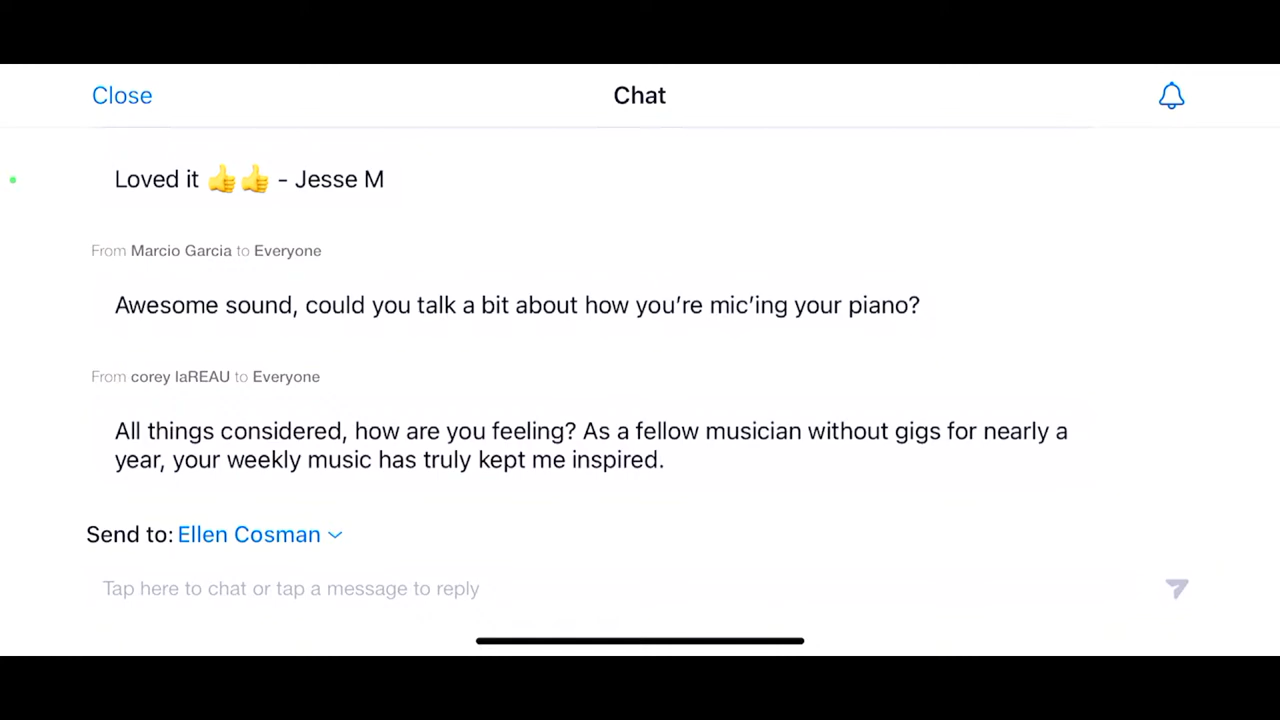 Close
Chat
Loved it 👍👍 - Jesse M
From Marcio Garcia to Everyone
Awesome sound, could you talk a bit about how you’re mic’ing your piano?
From corey laREAU to Everyone
All things considered, how are you feeling? As a fellow musician without gigs for nearly a
year, your weekly music has truly kept me inspired.
Send to: Ellen Cosman
Tap here to chat or tap a message to reply